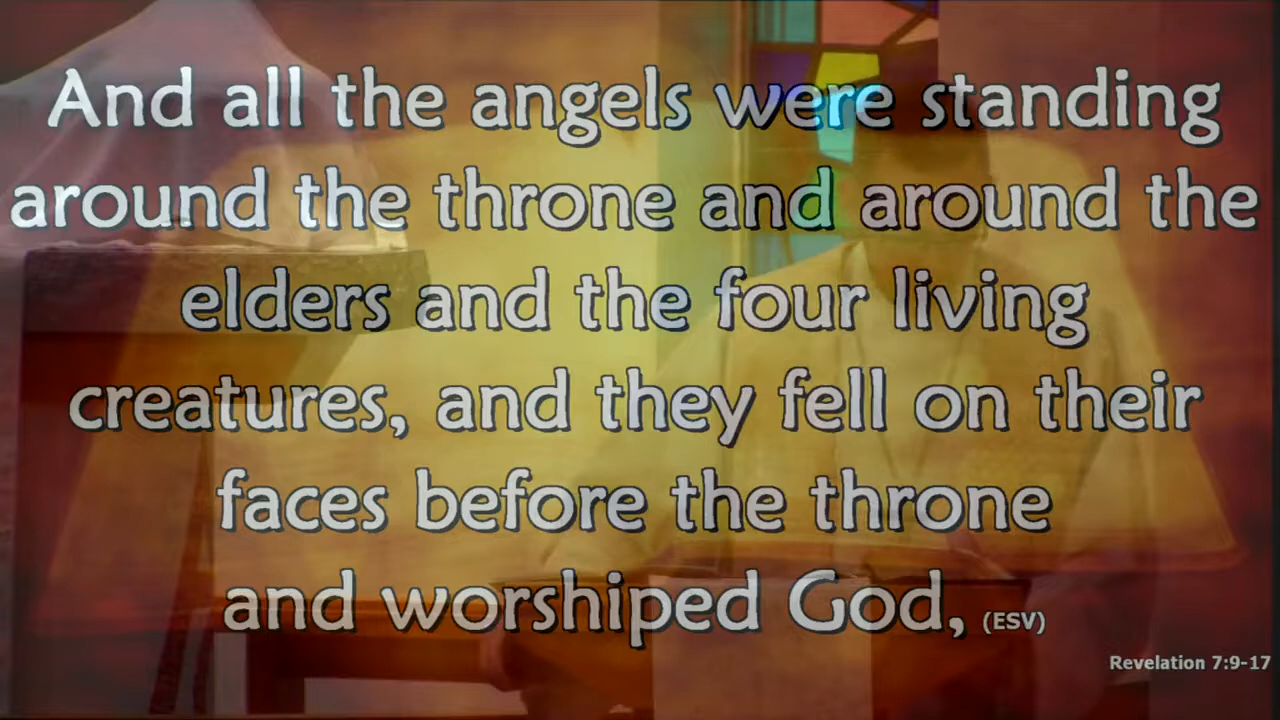 And all the angels were standing
around the throne and around the
elders and the four living
creatures, and they fell on their
faces before the throne
and worshiped God, (ESV)
Revelation 7:9-17